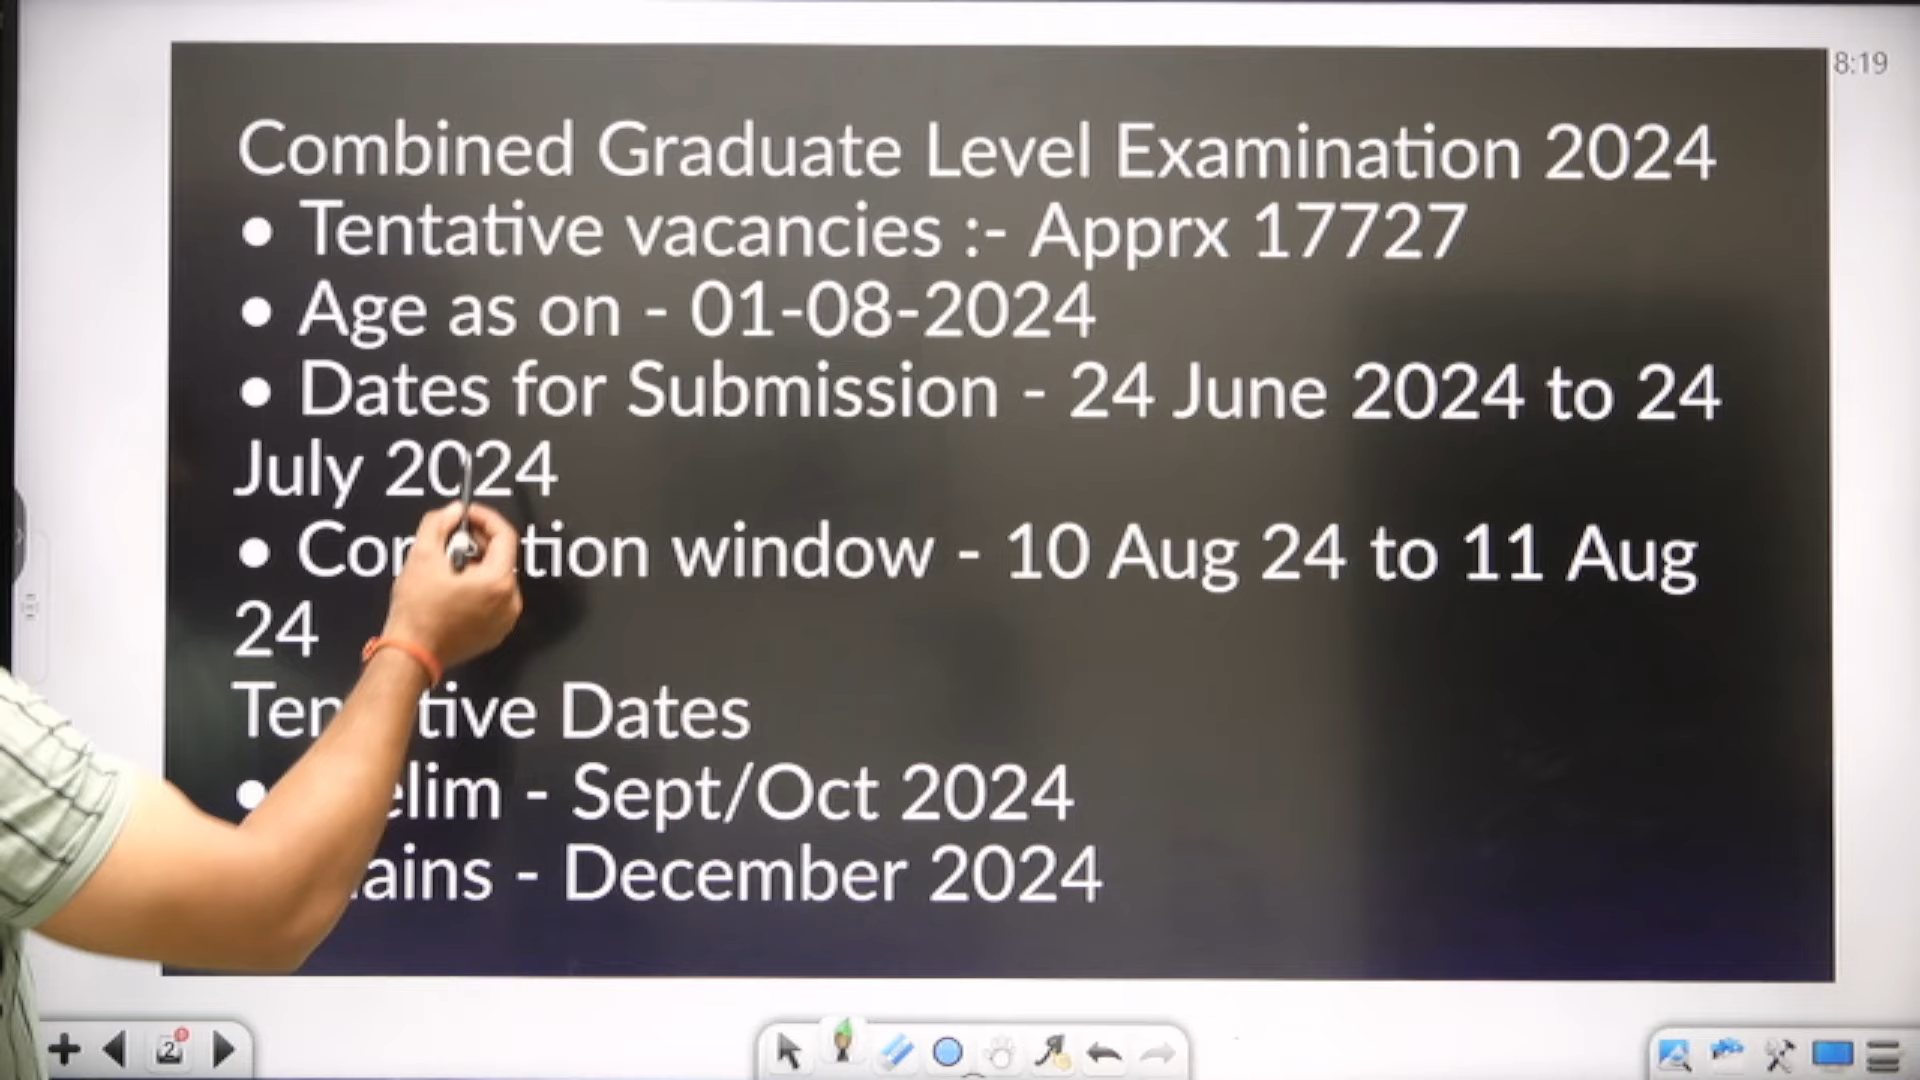 8:19
Combined Graduate Level Examination 2024
• Tentative vacancies :- Apprx 17727
• Age as on - 01-08-2024
• Dates for Submission - 24 June 2024 to 24
July 2024
• window - 10 Aug 24 to 11 Aug
24
Dates
• - Sept/Oct 2024
- December 2024
2